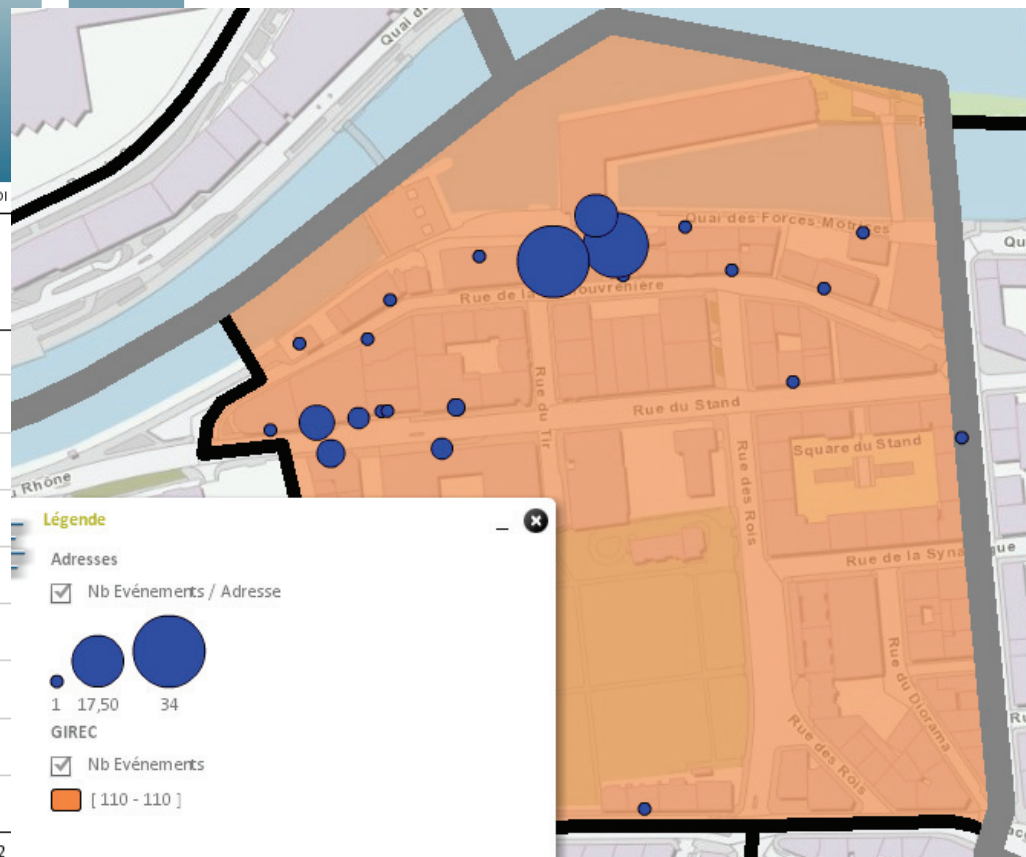 Quai d
Quai des Forces-Motrices
Qu
Rue de la Coulouvrenière
Rue du Tir
Rue du Stand
Rue des Rois
Square du Stand
u Rhône
Rue de la Syna gue
Rue du Diorama
Rue des Rois
Légende
Adresses
Nb Evénements / Adresse
1 17,50 34
GIREC
Nb Evénements
[ 110 - 110 ]
2